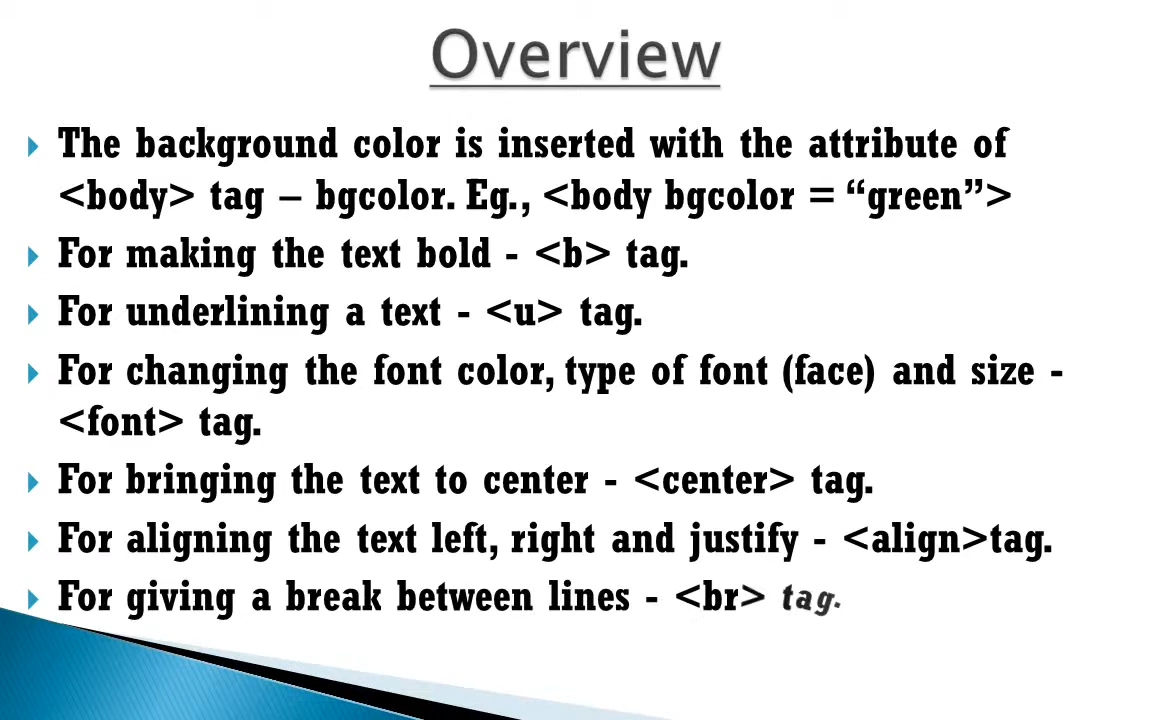 Overview
The background color is inserted with the attribute of
<body> tag – bgcolor. Eg., <body bgcolor = “green”>
For making the text bold - <b> tag.
For underlining a text - <u> tag.
For changing the font color, type of font (face) and size -
<font> tag.
For bringing the text to center - <center> tag.
For aligning the text left, right and justify - <align>tag.
For giving a break between lines - <br> tag.